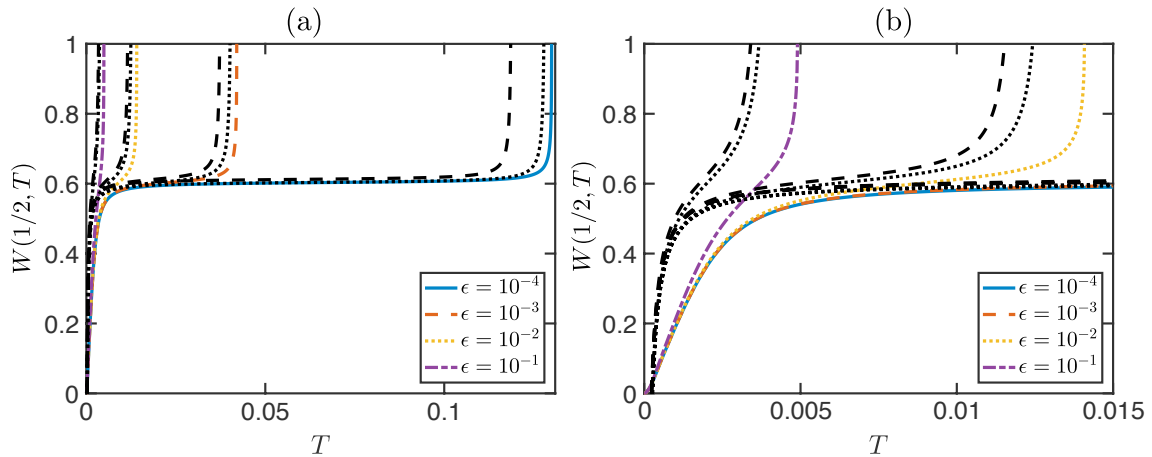 (a)
W(1/2, T)
1
0.8
0.6
0.4
0.2
0
0 0.05 0.1
T
ϵ = 10⁻⁴
ϵ = 10⁻³
ϵ = 10⁻²
ϵ = 10⁻¹
(b)
W(1/2, T)
1
0.8
0.6
0.4
0.2
0
0 0.005 0.01 0.015
T
ϵ = 10⁻⁴
ϵ = 10⁻³
ϵ = 10⁻²
ϵ = 10⁻¹